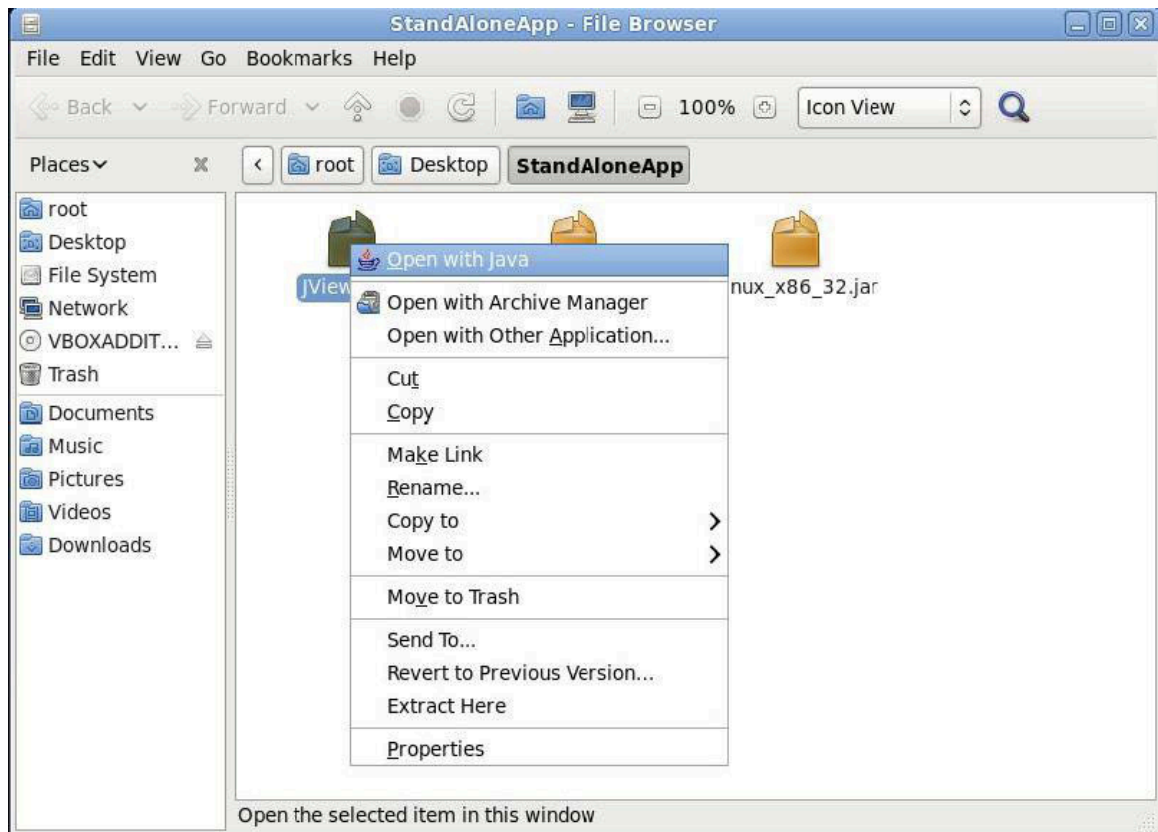 StandAloneApp - File Browser
File Edit View Go Bookmarks Help
Back Forward 100% Icon View
Places
root Desktop StandAloneApp
root
Desktop
File System
Network
VBOXADDIT...
Trash
Documents
Music
Pictures
Videos
Downloads
JView
nux_x86_32.jar
Open with Java
Open with Archive Manager
Open with Other Application...
Cut
Copy
Make Link
Rename...
Copy to
Move to
Move to Trash
Send To...
Revert to Previous Version...
Extract Here
Properties
Open the selected item in this window